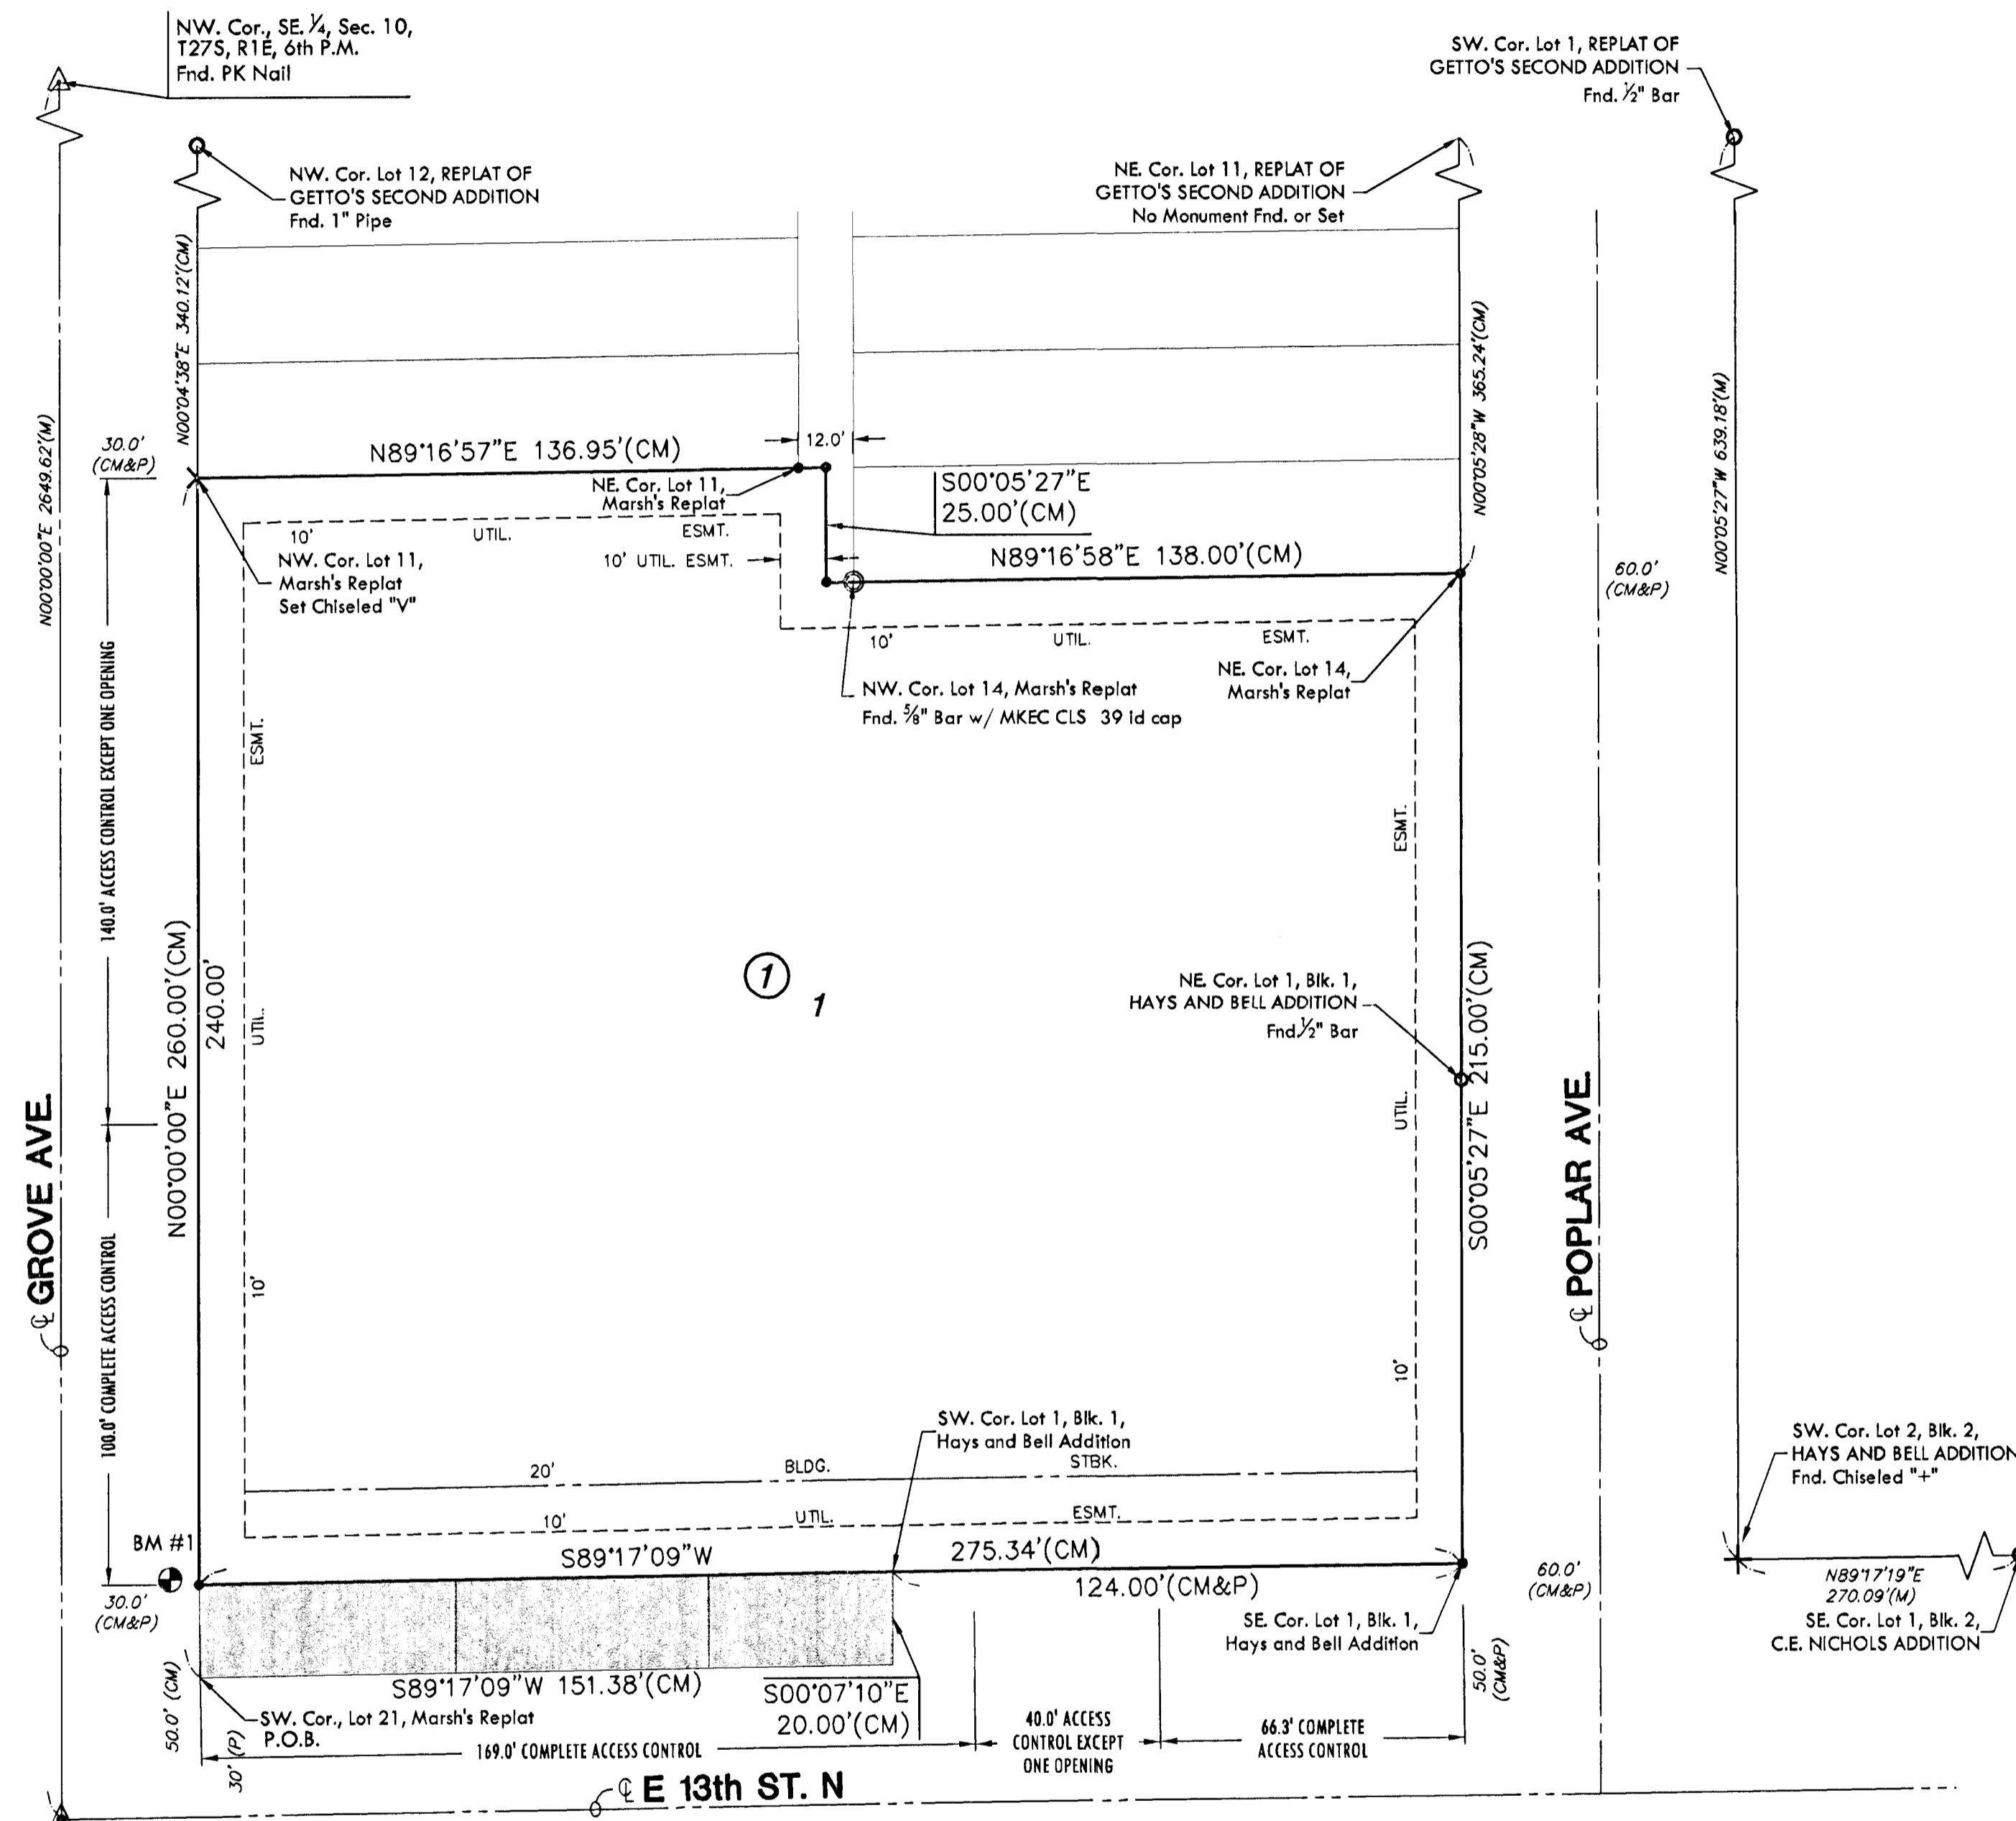 NW. Cor., SE. ¼, Sec. 10,
T27S, R1E, 6th P.M.
Fnd. PK Nail
SW. Cor. Lot 1, REPLAT OF
GETTO'S SECOND ADDITION
Fnd. ½" Bar
NW. Cor. Lot 12, REPLAT OF
GETTO'S SECOND ADDITION
Fnd. 1" Pipe
NE. Cor. Lot 11, REPLAT OF
GETTO'S SECOND ADDITION
No Monument Fnd. or Set
N00°00'00"E 2649.62'(M)
N00°04'38"E 340.12'(CM)
N00°05'28"W 365.24'(CM)
N00°05'27"W 639.18'(M)
30.0'
(CM&P)
N89°16'57"E 136.95'(CM)
12.0'
NE. Cor. Lot 11,
Marsh's Replat
S00°05'27"E
25.00'(CM)
10' UTIL. ESMT.
10' UTIL. ESMT.
N89°16'58"E 138.00'(CM)
NW. Cor. Lot 11,
Marsh's Replat
Set Chiseled "V"
60.0'
(CM&P)
10' UTIL. ESMT.
NE. Cor. Lot 14,
Marsh's Replat
NW. Cor. Lot 14, Marsh's Replat
Fnd. ⅝" Bar w/ MKEC CLS 39 id cap
140.0' ACCESS CONTROL EXCEPT ONE OPENING
100.0' COMPLETE ACCESS CONTROL
N00°00'00"E 260.00'(CM)
240.00'
10' UTIL. ESMT.
1
1
NE. Cor. Lot 1, Blk. 1,
HAYS AND BELL ADDITION
Fnd. ½" Bar
10' UTIL. ESMT.
S00°05'27"E 215.00'(CM)
℄ GROVE AVE.
℄ POPLAR AVE.
SW. Cor. Lot 1, Blk. 1,
Hays and Bell Addition
20' BLDG. STBK.
10' UTIL. ESMT.
SW. Cor. Lot 2, Blk. 2,
HAYS AND BELL ADDITION
Fnd. Chiseled "+"
BM #1
S89°17'09"W 275.34'(CM)
124.00'(CM&P)
30.0'
(CM&P)
60.0'
(CM&P)
N89°17'19"E
270.09'(M)
SE. Cor. Lot 1, Blk. 1,
Hays and Bell Addition
SE. Cor. Lot 1, Blk. 2,
C.E. NICHOLS ADDITION
50.0' (CM)
S89°17'09"W 151.38'(CM)
S00°07'10"E
20.00'(CM)
50.0'
(CM&P)
SW. Cor., Lot 21, Marsh's Replat
P.O.B.
30' (P)
169.0' COMPLETE ACCESS CONTROL
40.0' ACCESS
CONTROL EXCEPT
ONE OPENING
66.3' COMPLETE
ACCESS CONTROL
℄ E 13th ST. N